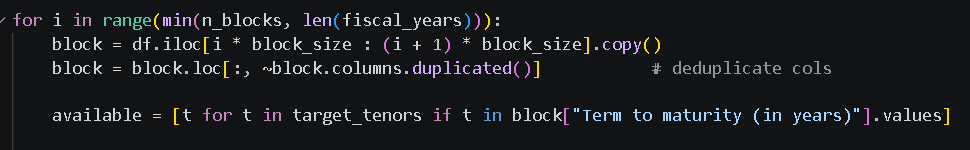 for i in range(min(n_blocks, len(fiscal_years))):
    block = df.iloc[i * block_size : (i + 1) * block_size].copy()
    block = block.loc[:, ~block.columns.duplicated()]          # deduplicate cols

    available = [t for t in target_tenors if t in block["Term to maturity (in years)"].values]